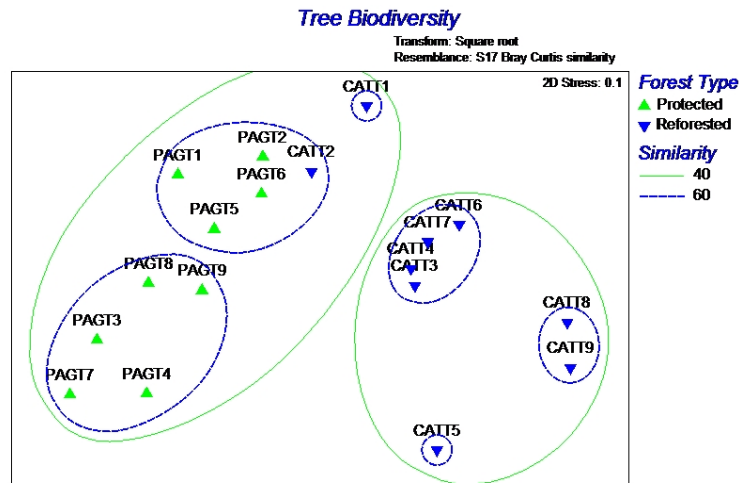 Tree Biodiversity
Transform: Square root
Resemblance: S17 Bray Curtis similarity
2D Stress: 0.1
Forest Type
Protected
Reforested
Similarity
40
60
CATT1
PAGT2
CATT2
PAGT1
PAGT6
PAGT5
CATT6
CATT7
CATT4
CATT3
PAGT8
PAGT9
CATT8
PAGT3
CATT9
PAGT7
PAGT4
CATT5